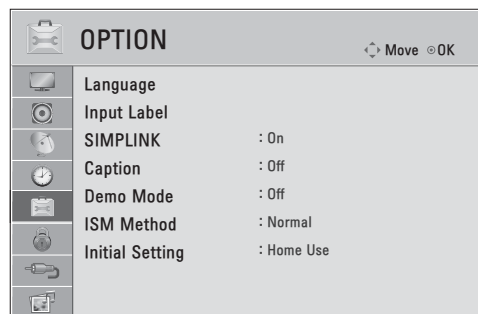 OPTION
Move OK
Language
Input Label
SIMPLINK : On
Caption : Off
Demo Mode : Off
ISM Method : Normal
Initial Setting : Home Use